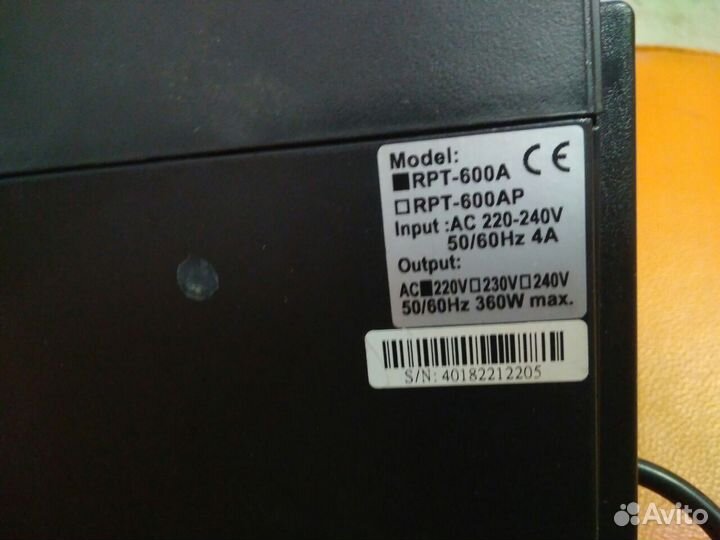 Model:
CE
■RPT-600A
□RPT-600AP
Input :AC 220-240V
50/60Hz 4A
Output:
AC■220V□230V□240V
50/60Hz 360W max.
S/N: 40182212205
Avito